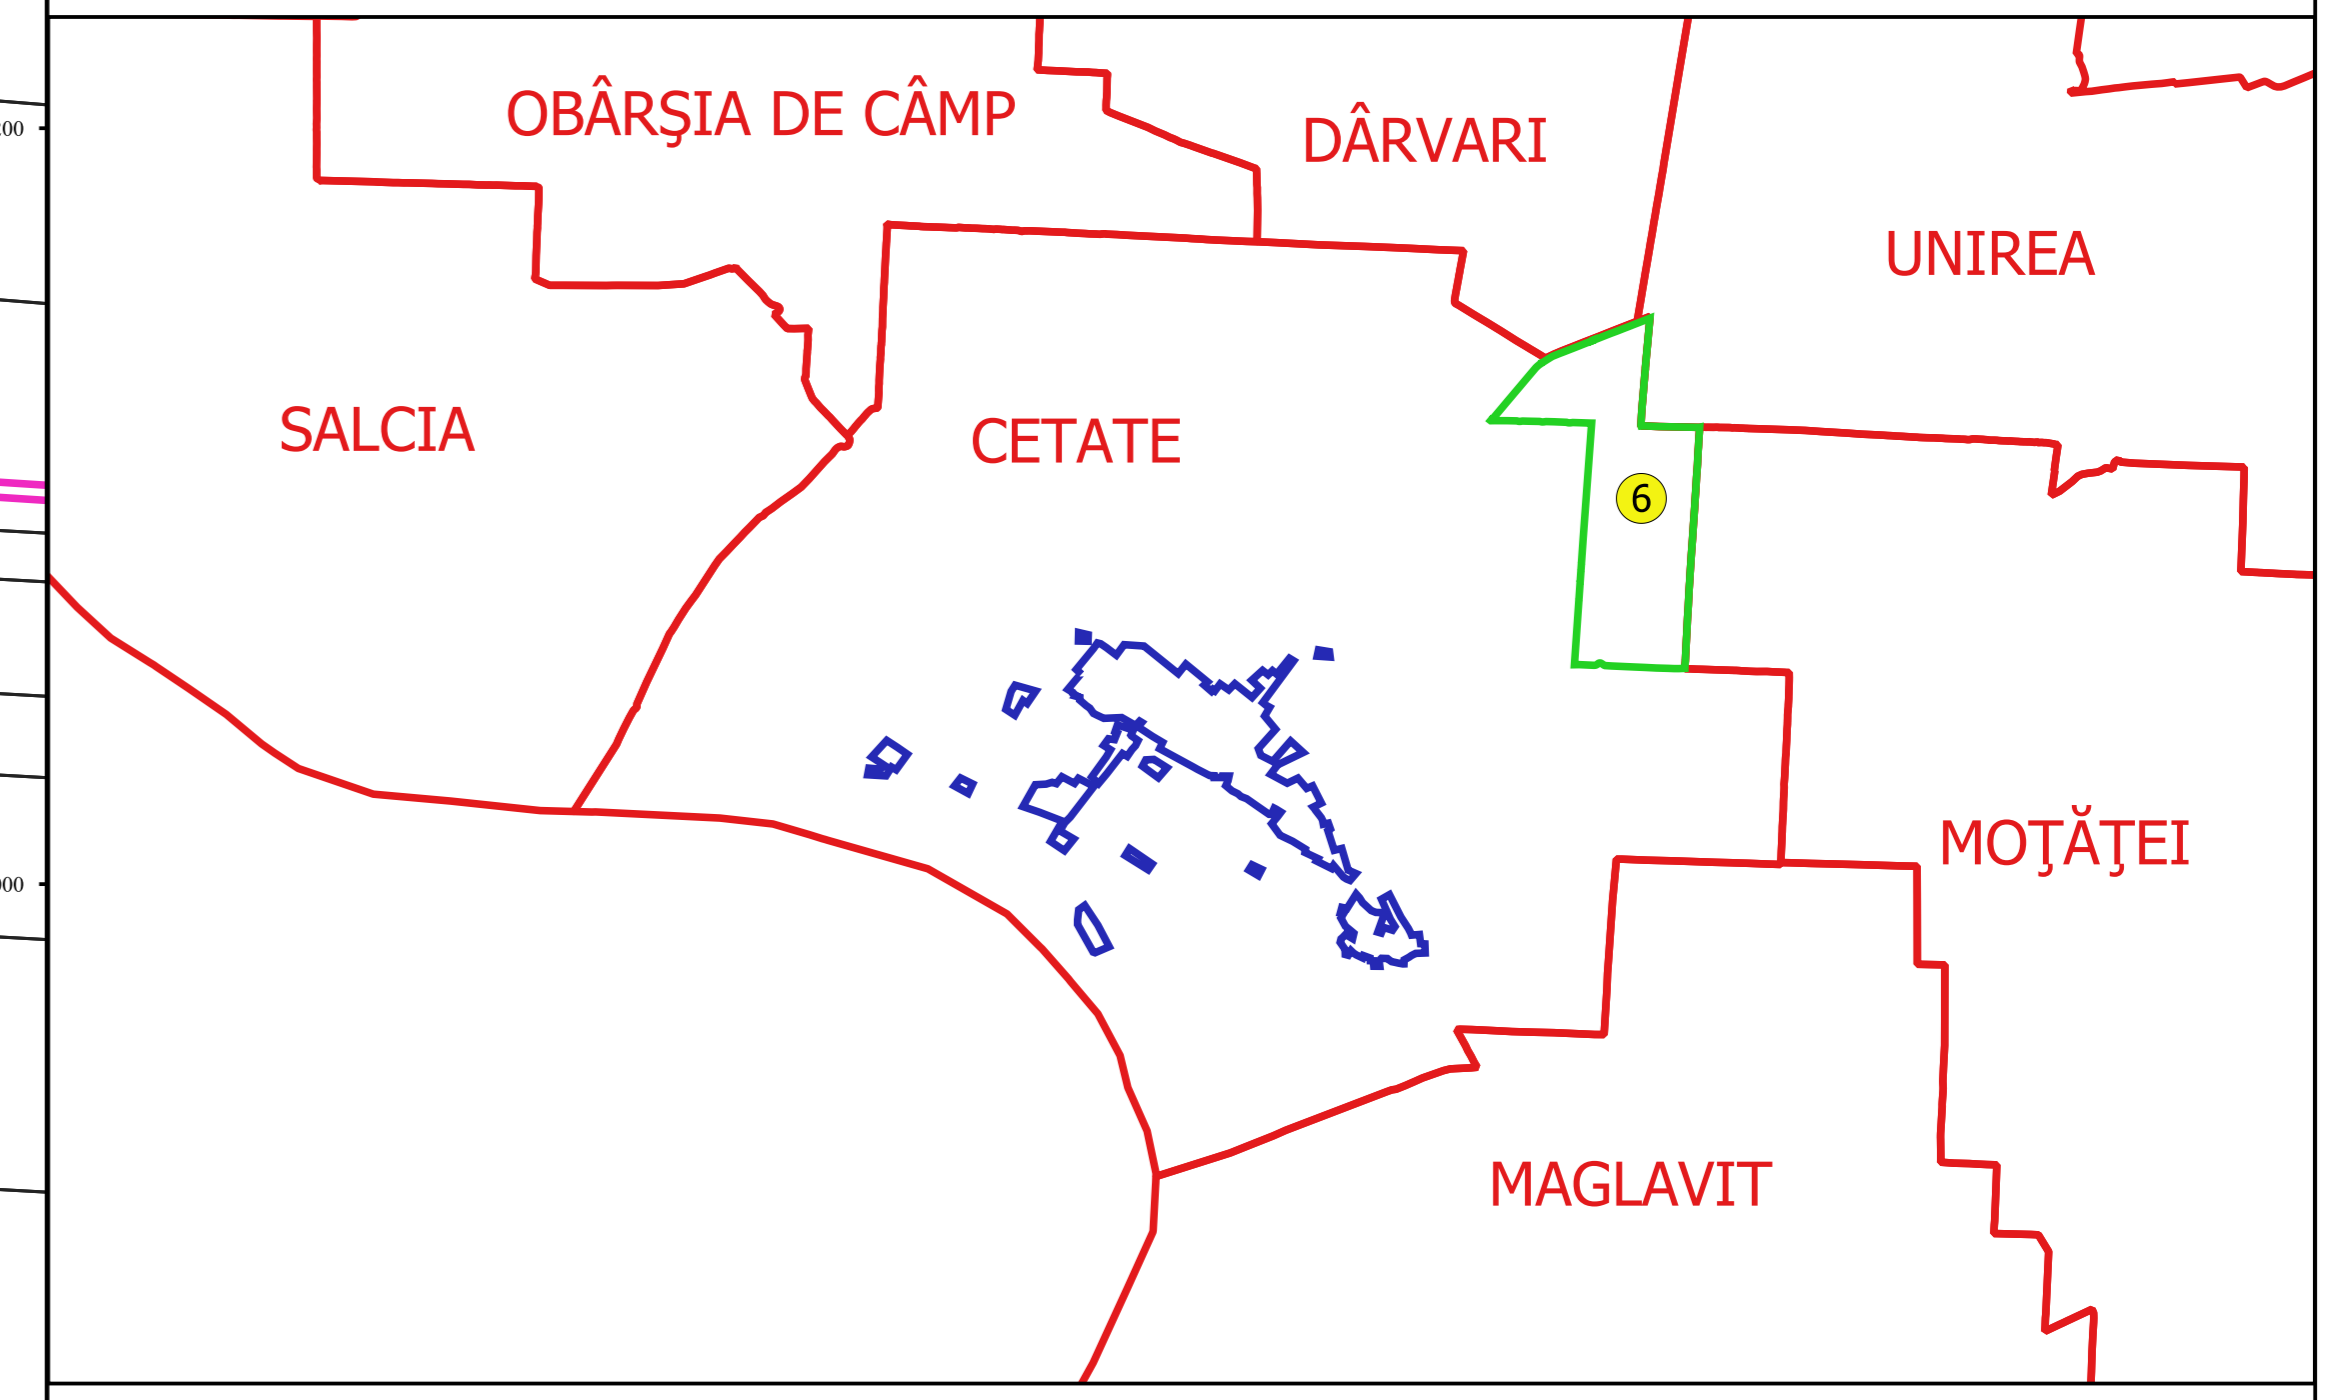 OBÂRŞIA DE CÂMP
DÂRVARI
UNIREA
SALCIA
CETATE
6
MOŢĂŢEI
MAGLAVIT